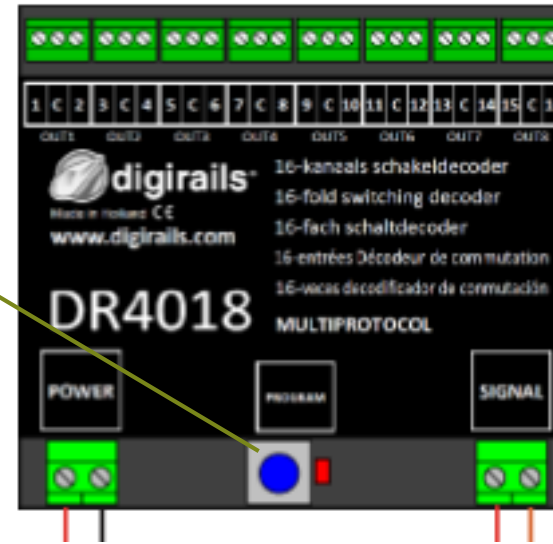 1 C 2 3 C 4 5 C 6 7 C 8 9 C 10 11 C 12 13 C 14 15 C 1
OUT1 OUT2 OUT3 OUT4 OUT5 OUT6 OUT7 OUT8
digirails
Made in Holland CE
www.digirails.com
16-kanaals schakeldecoder
16-fold switching decoder
16-fach schaltdecoder
16-entrées Décodeur de commutation
16-veces decodificador de conmutación
DR4018
MULTIPROTOCOL
POWER
PROGRAM
SIGNAL